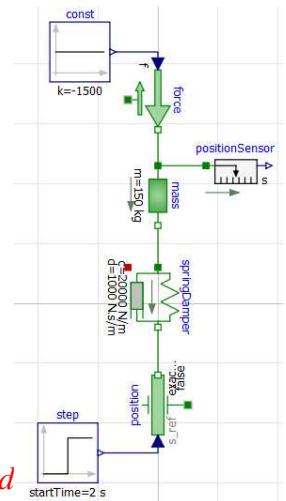 const
k=-1500
f
force
positionSensor
s
m=150 kg
mass
c=20000 N/m
d=1000 N.s/m
springDamper
exac...
false
position
s_ref
step
startTime=2 s
d